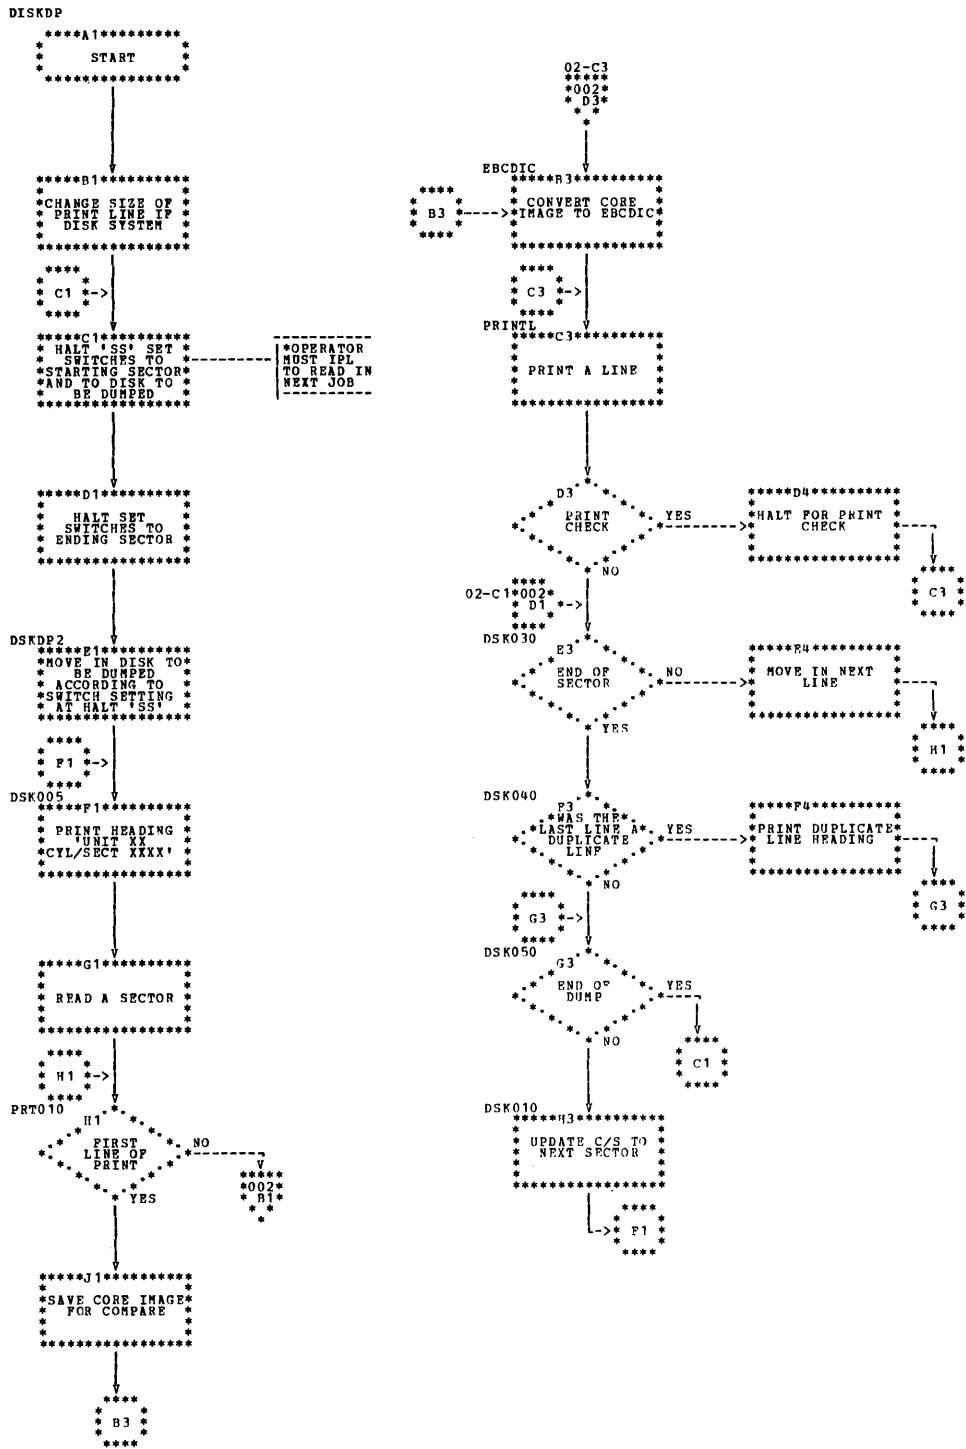 DISKDP
A1
START
B1
CHANGE SIZE OF
PRINT LINE IF
DISK SYSTEM
C1
C1
HALT 'SS' SET
SWITCHES TO
STARTING SECTOR
AND TO DISK TO
BE DUMPED
*OPERATOR
MUST IPL
TO READ IN
NEXT JOB
D1
HALT SET
SWITCHES TO
ENDING SECTOR
DSKDP2
E1
MOVE IN DISK TO
BE DUMPED
ACCORDING TO
SWITCH SETTING
AT HALT 'SS'
F1
DSK005
F1
PRINT HEADING
'UNIT XX
CYL/SECT XXXX'
G1
READ A SECTOR
H1
PRT010
H1
FIRST
LINE OF
PRINT
NO
002
B1
YES
J1
SAVE CORE IMAGE
FOR COMPARE
B3
02-C3
002
D3
EBCDIC
B3
B3
CONVERT CORE
IMAGE TO EBCDIC
C3
PRINTL
C3
PRINT A LINE
D3
PRINT
CHECK
YES
D4
HALT FOR PRINT
CHECK
C3
NO
02-C1 002
D1
DSK030
E3
END OF
SECTOR
NO
E4
MOVE IN NEXT
LINE
H1
YES
DSK040
F3
WAS THE
LAST LINE A
DUPLICATE
LINE
YES
F4
PRINT DUPLICATE
LINE HEADING
G3
NO
G3
DSK050
G3
END OF
DUMP
YES
C1
NO
DSK010
H3
UPDATE C/S TO
NEXT SECTOR
F1